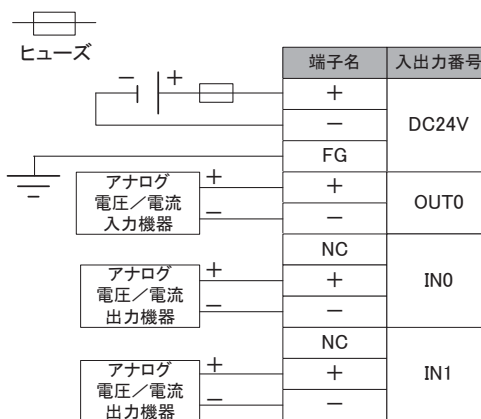 ヒューズ
端子名 入出力番号
− + + DC24V
−
FG
アナログ
電圧／電流
入力機器
+ + OUT0
− −
NC
アナログ
電圧／電流
出力機器
+ + IN0
− −
NC
アナログ
電圧／電流
出力機器
+ + IN1
− −